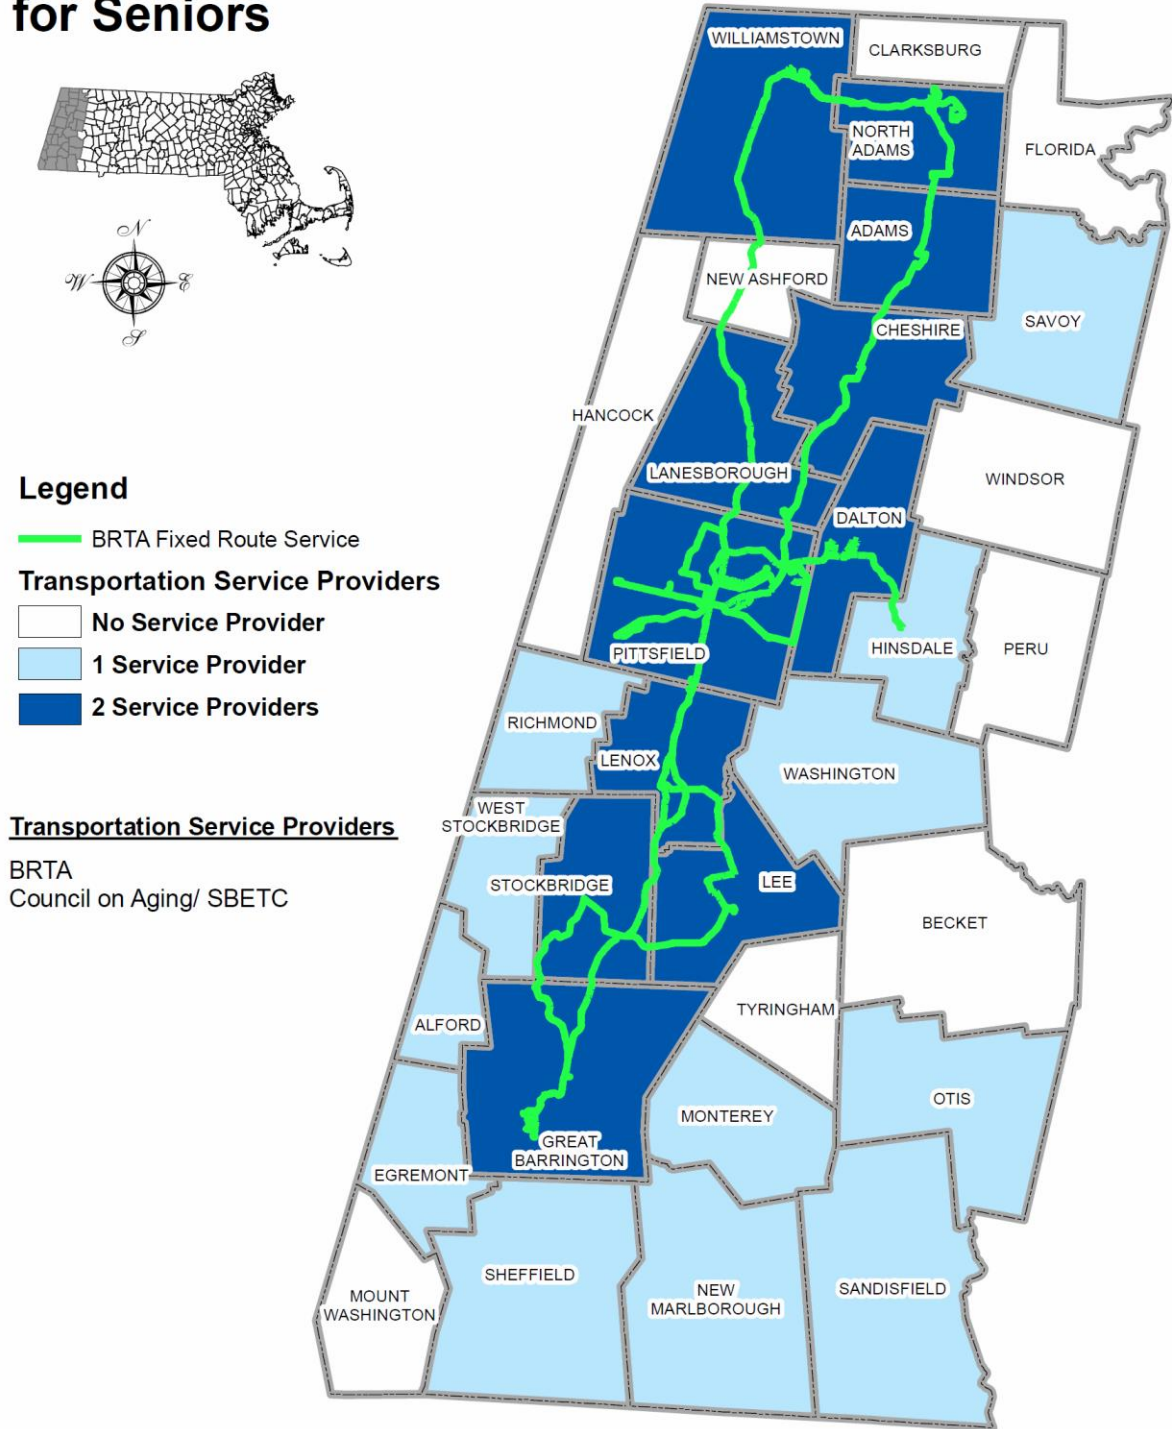 for Seniors
N
W
E
S
Legend
BRTA Fixed Route Service
Transportation Service Providers
No Service Provider
1 Service Provider
2 Service Providers
Transportation Service Providers
BRTA
Council on Aging/ SBETC
WILLIAMSTOWN
CLARKSBURG
NORTH
ADAMS
FLORIDA
ADAMS
NEW ASHFORD
SAVOY
CHESHIRE
HANCOCK
LANESBOROUGH
WINDSOR
DALTON
PITTSFIELD
HINSDALE
PERU
RICHMOND
LENOX
WASHINGTON
WEST
STOCKBRIDGE
STOCKBRIDGE
LEE
BECKET
ALFORD
TYRINGHAM
OTIS
MONTEREY
GREAT
BARRINGTON
EGREMONT
SHEFFIELD
MOUNT
WASHINGTON
NEW
MARLBOROUGH
SANDISFIELD